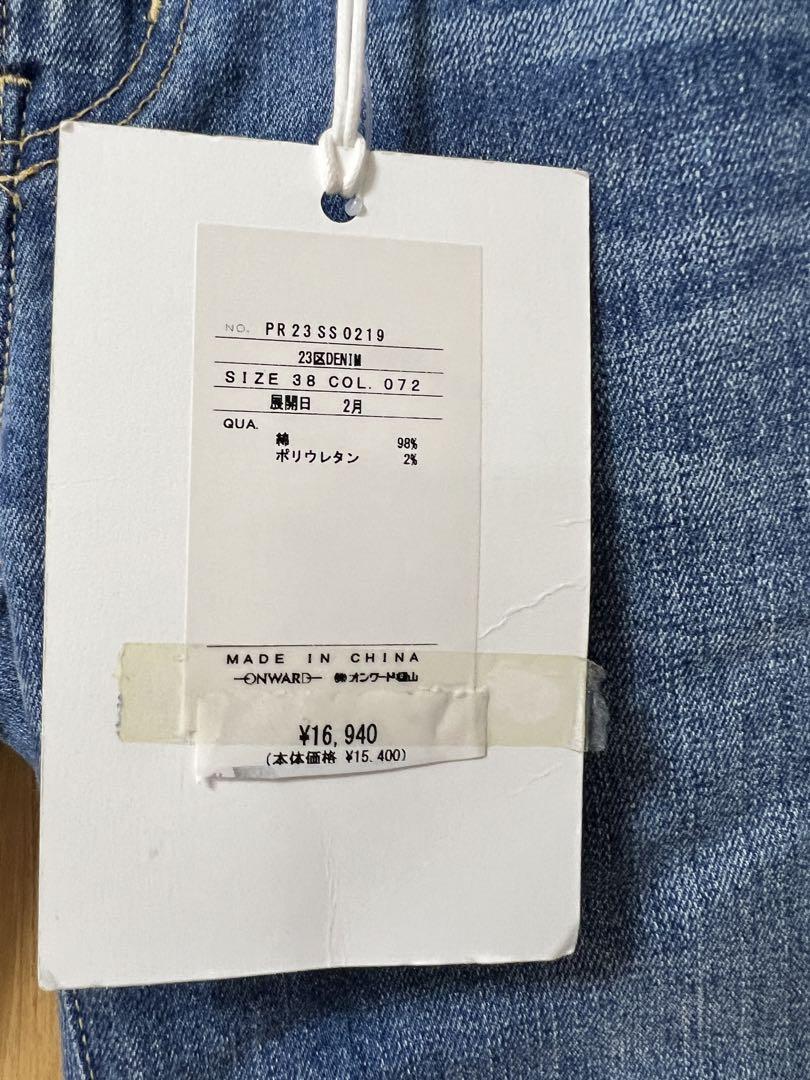 NO. PR23SS0219
23区DENIM
SIZE 38 COL. 072
展開日 2月
QUA.
綿 98%
ポリウレタン 2%
MADE IN CHINA
ONWARD ㈱オンワード樫山
¥16,940
(本体価格 ¥15,400)